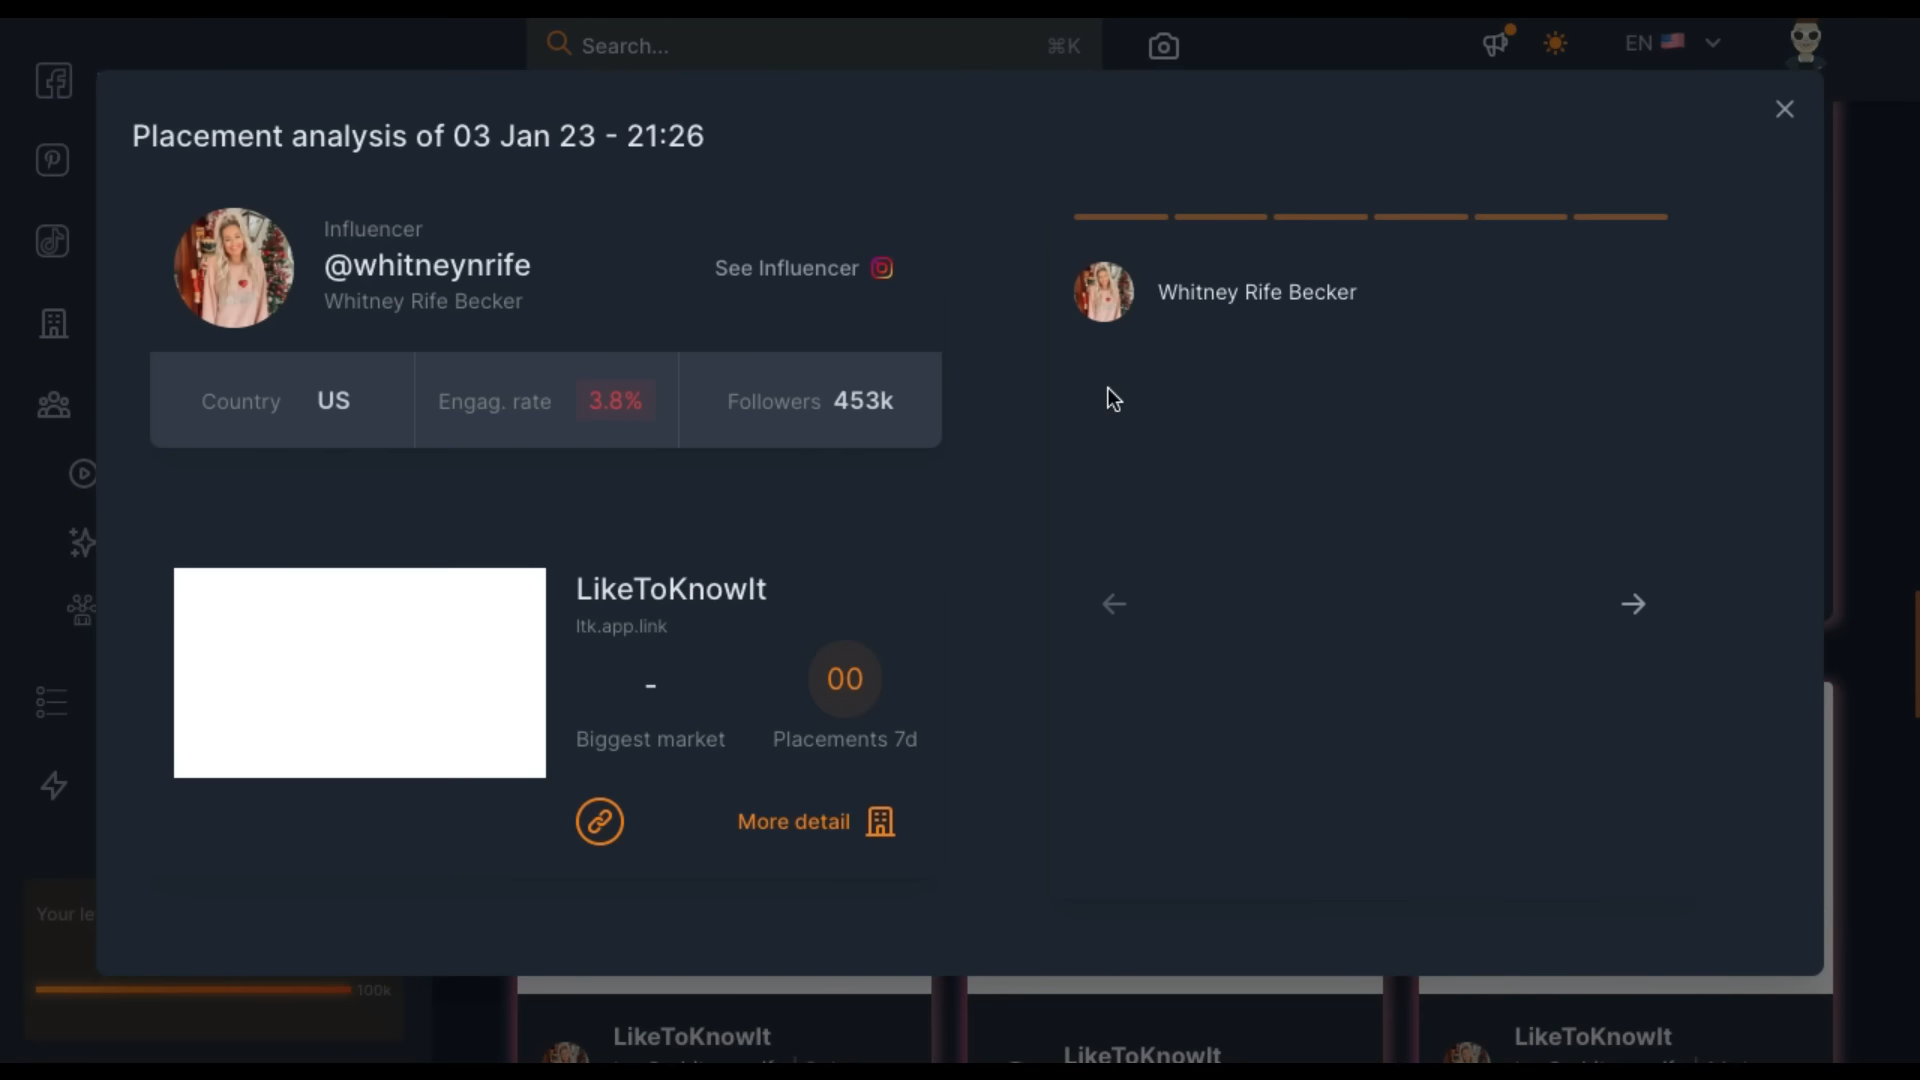 Search...
⌘K
EN
Placement analysis of 03 Jan 23 - 21:26
Influencer
@whitneynrife
Whitney Rife Becker
See Influencer
Whitney Rife Becker
Country US
Engag. rate 3.8%
Followers 453k
LikeToKnowIt
ltk.app.link
-
00
Biggest market
Placements 7d
More detail
Your le
100k
LikeToKnowIt
LikeToKnowIt
LikeToKnowIt